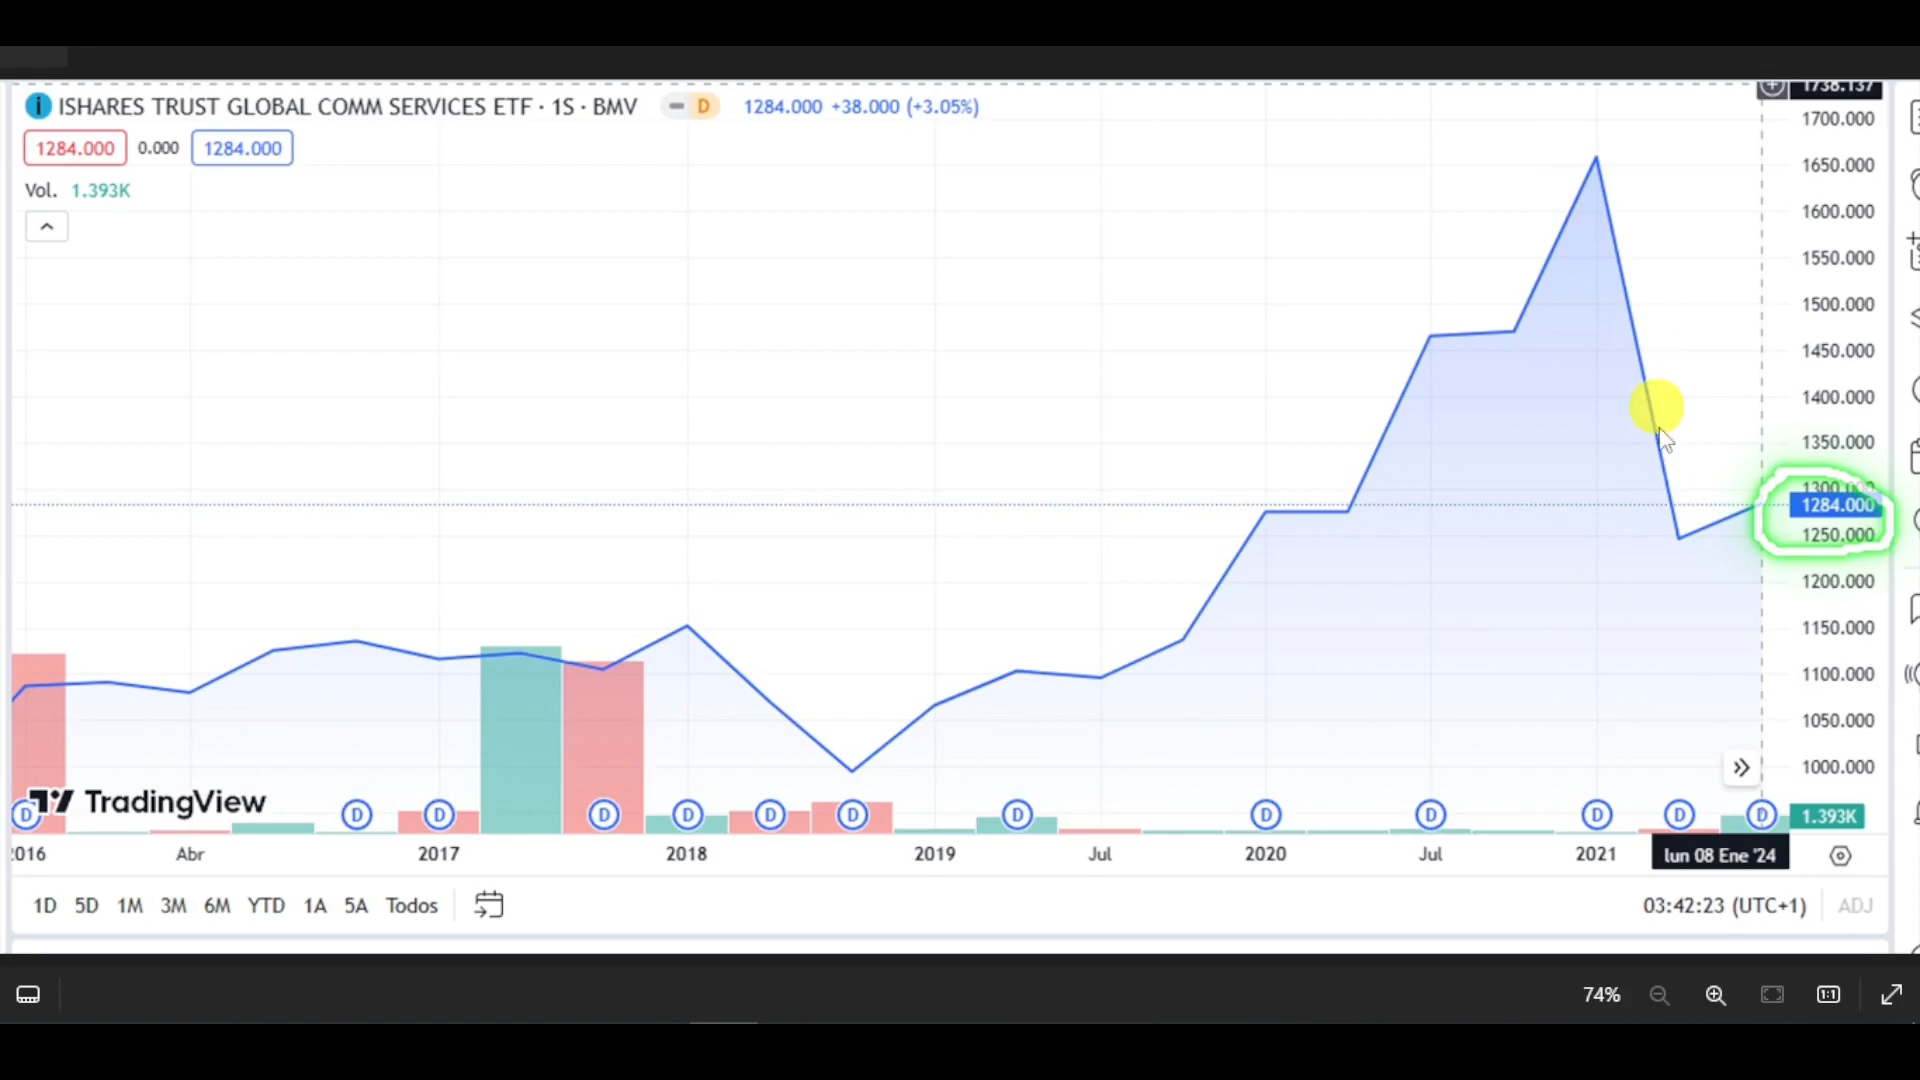 1738.137
ISHARES TRUST GLOBAL COMM SERVICES ETF · 1S · BMV D 1284.000 +38.000 (+3.05%)
1284.000 0.000 1284.000
Vol. 1.393K
1700.000
1650.000
1600.000
1550.000
1500.000
1450.000
1400.000
1350.000
1300.000
1284.000
1250.000
1200.000
1150.000
1100.000
1050.000
1000.000
TradingView
D D D D D D D D D D D D D
1.393K
2016 Abr 2017 2018 2019 Jul 2020 Jul 2021 lun 08 Ene '24
1D 5D 1M 3M 6M YTD 1A 5A Todos 03:42:23 (UTC+1) ADJ
74% 1:1